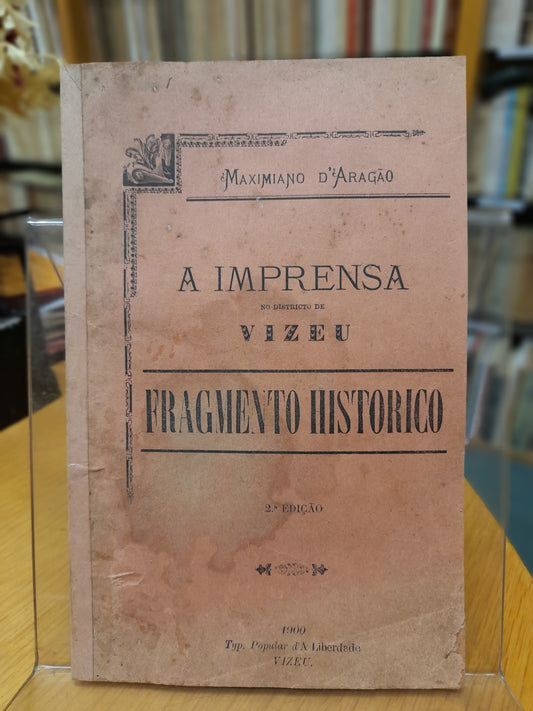 Maximiano d'Aragão
A IMPRENSA
NO DISTRICTO DE
VIZEU
FRAGMENTO HISTORICO
2.ª EDIÇÃO
1900
Typ. Popular d'A Liberdade
VIZEU.